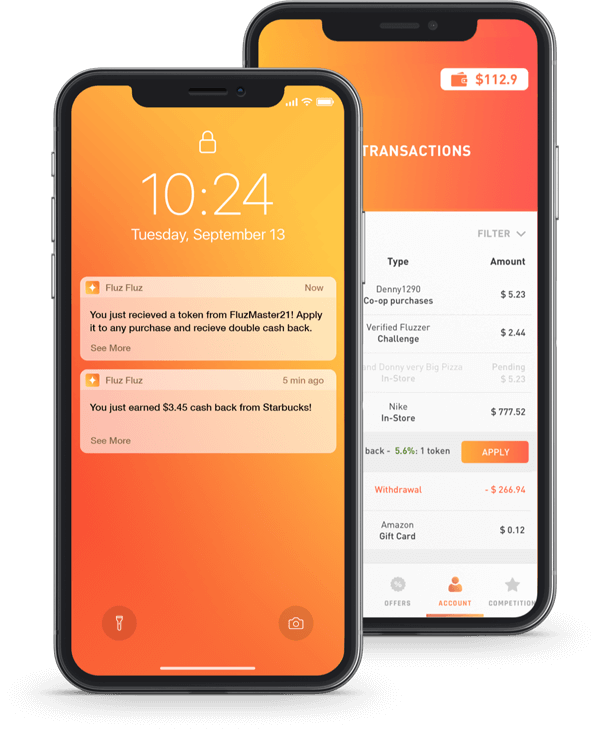 10:24
Tuesday, September 13
Fluz Fluz Now
You just recieved a token from FluzMaster21! Apply
it to any purchase and recieve double cash back.
See More
Fluz Fluz 5 min ago
You just earned $3.45 cash back from Starbucks!
See More
$112.9
TRANSACTIONS
FILTER
Type Amount
Denny1290
Co-op purchases
$ 5.23
Verified Fluzzer
Challenge
$ 2.44
and Danny very Big Pizza
In-Store
Pending
$ 5.23
Nike
In-Store
$ 777.52
back - 5.6%: 1 token APPLY
Withdrawal - $ 266.94
Amazon
Gift Card
$ 0.12
OFFERS ACCOUNT COMPETITION